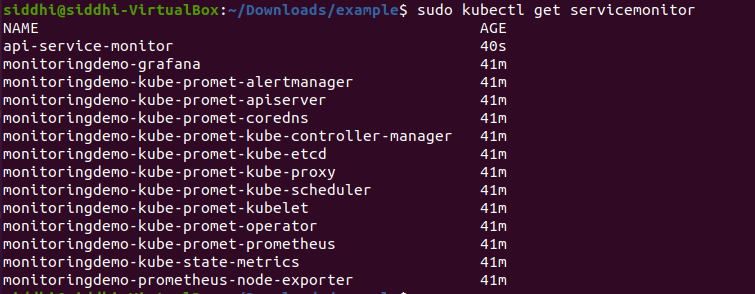 siddhi@siddhi-VirtualBox:~/Downloads/example$ sudo kubectl get servicemonitor
NAME AGE
api-service-monitor 40s
monitoringdemo-grafana 41m
monitoringdemo-kube-promet-alertmanager 41m
monitoringdemo-kube-promet-apiserver 41m
monitoringdemo-kube-promet-coredns 41m
monitoringdemo-kube-promet-kube-controller-manager 41m
monitoringdemo-kube-promet-kube-etcd 41m
monitoringdemo-kube-promet-kube-proxy 41m
monitoringdemo-kube-promet-kube-scheduler 41m
monitoringdemo-kube-promet-kubelet 41m
monitoringdemo-kube-promet-operator 41m
monitoringdemo-kube-promet-prometheus 41m
monitoringdemo-kube-state-metrics 41m
monitoringdemo-prometheus-node-exporter 41m